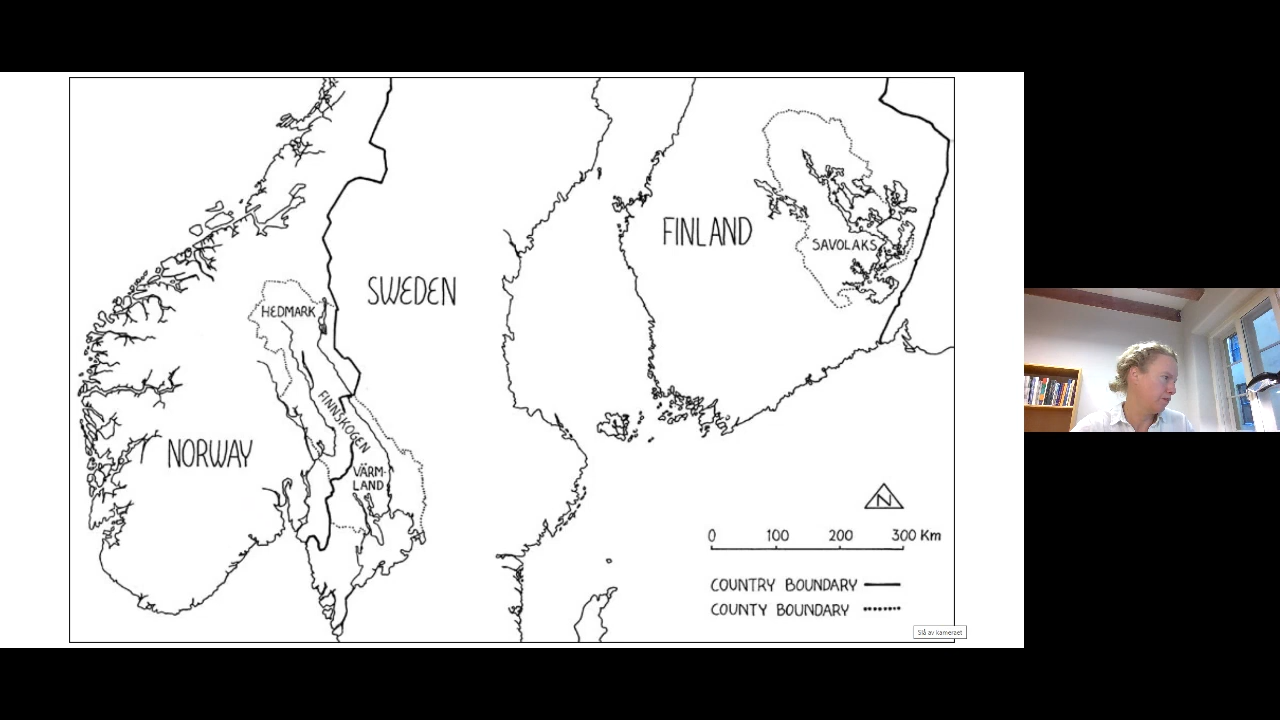 FINLAND
SAVOLAKS
SWEDEN
HEDMARK
FINNSKOGEN
NORWAY
VÄRM-
LAND
N
0 100 200 300 Km
COUNTRY BOUNDARY
COUNTY BOUNDARY
Slå av kameraet